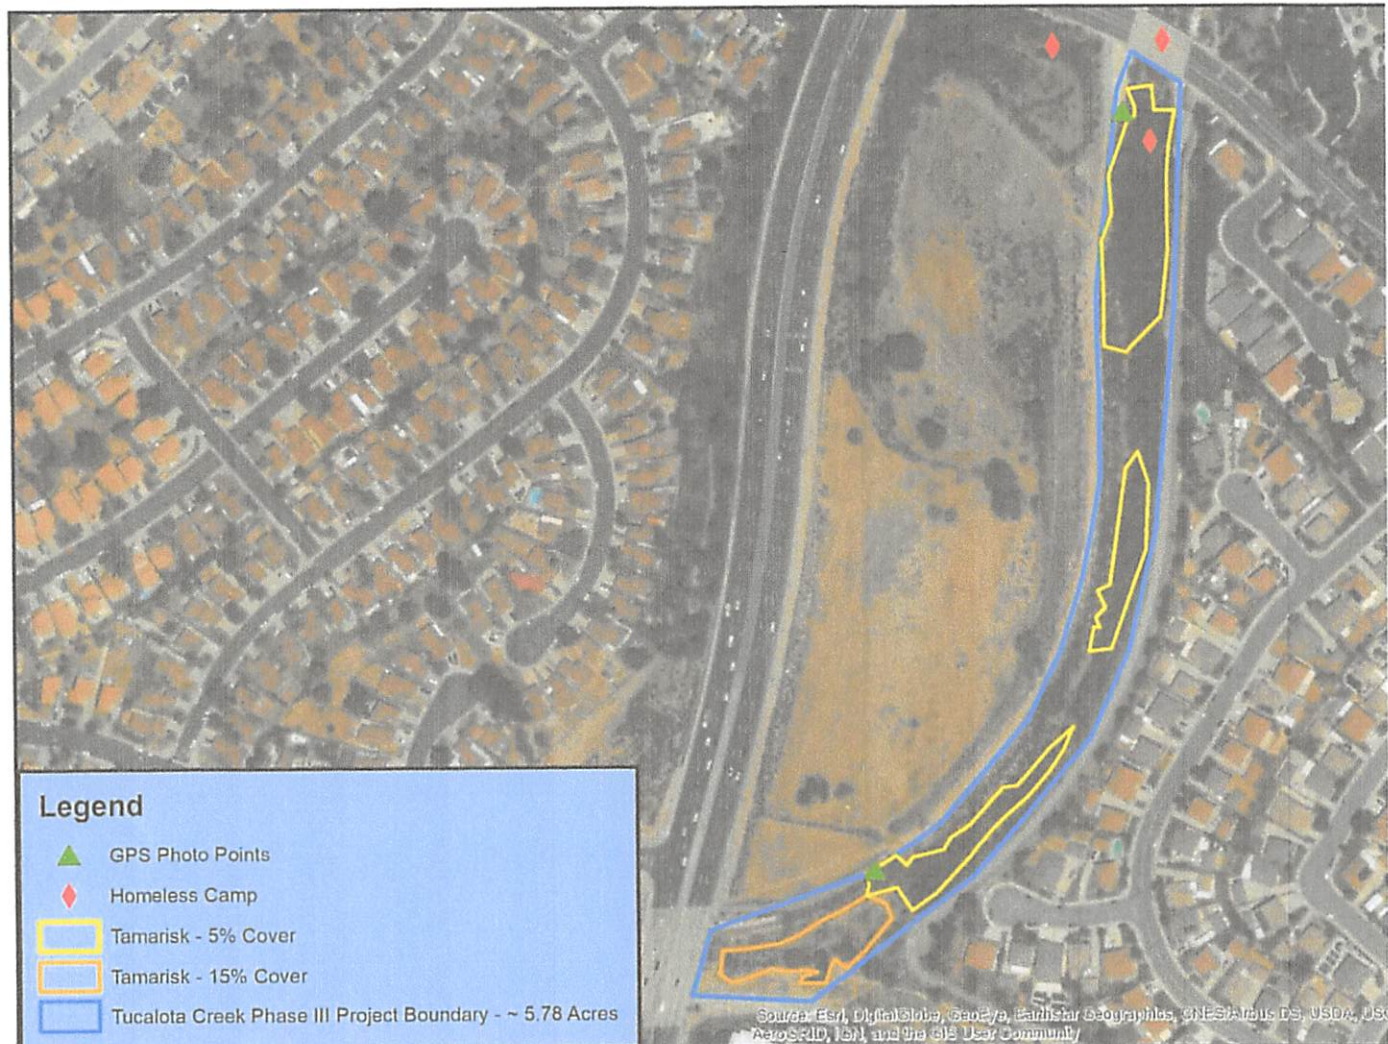 Legend
GPS Photo Points
Homeless Camp
Tamarisk - 5% Cover
Tamarisk - 15% Cover
Tucalota Creek Phase III Project Boundary - ~ 5.78 Acres
Source: Esri, DigitalGlobe, GeoEye, Earthstar Geographics, CNES/Airbus DS, USDA, USG
AeroGRID, IGN, and the GIS User Community